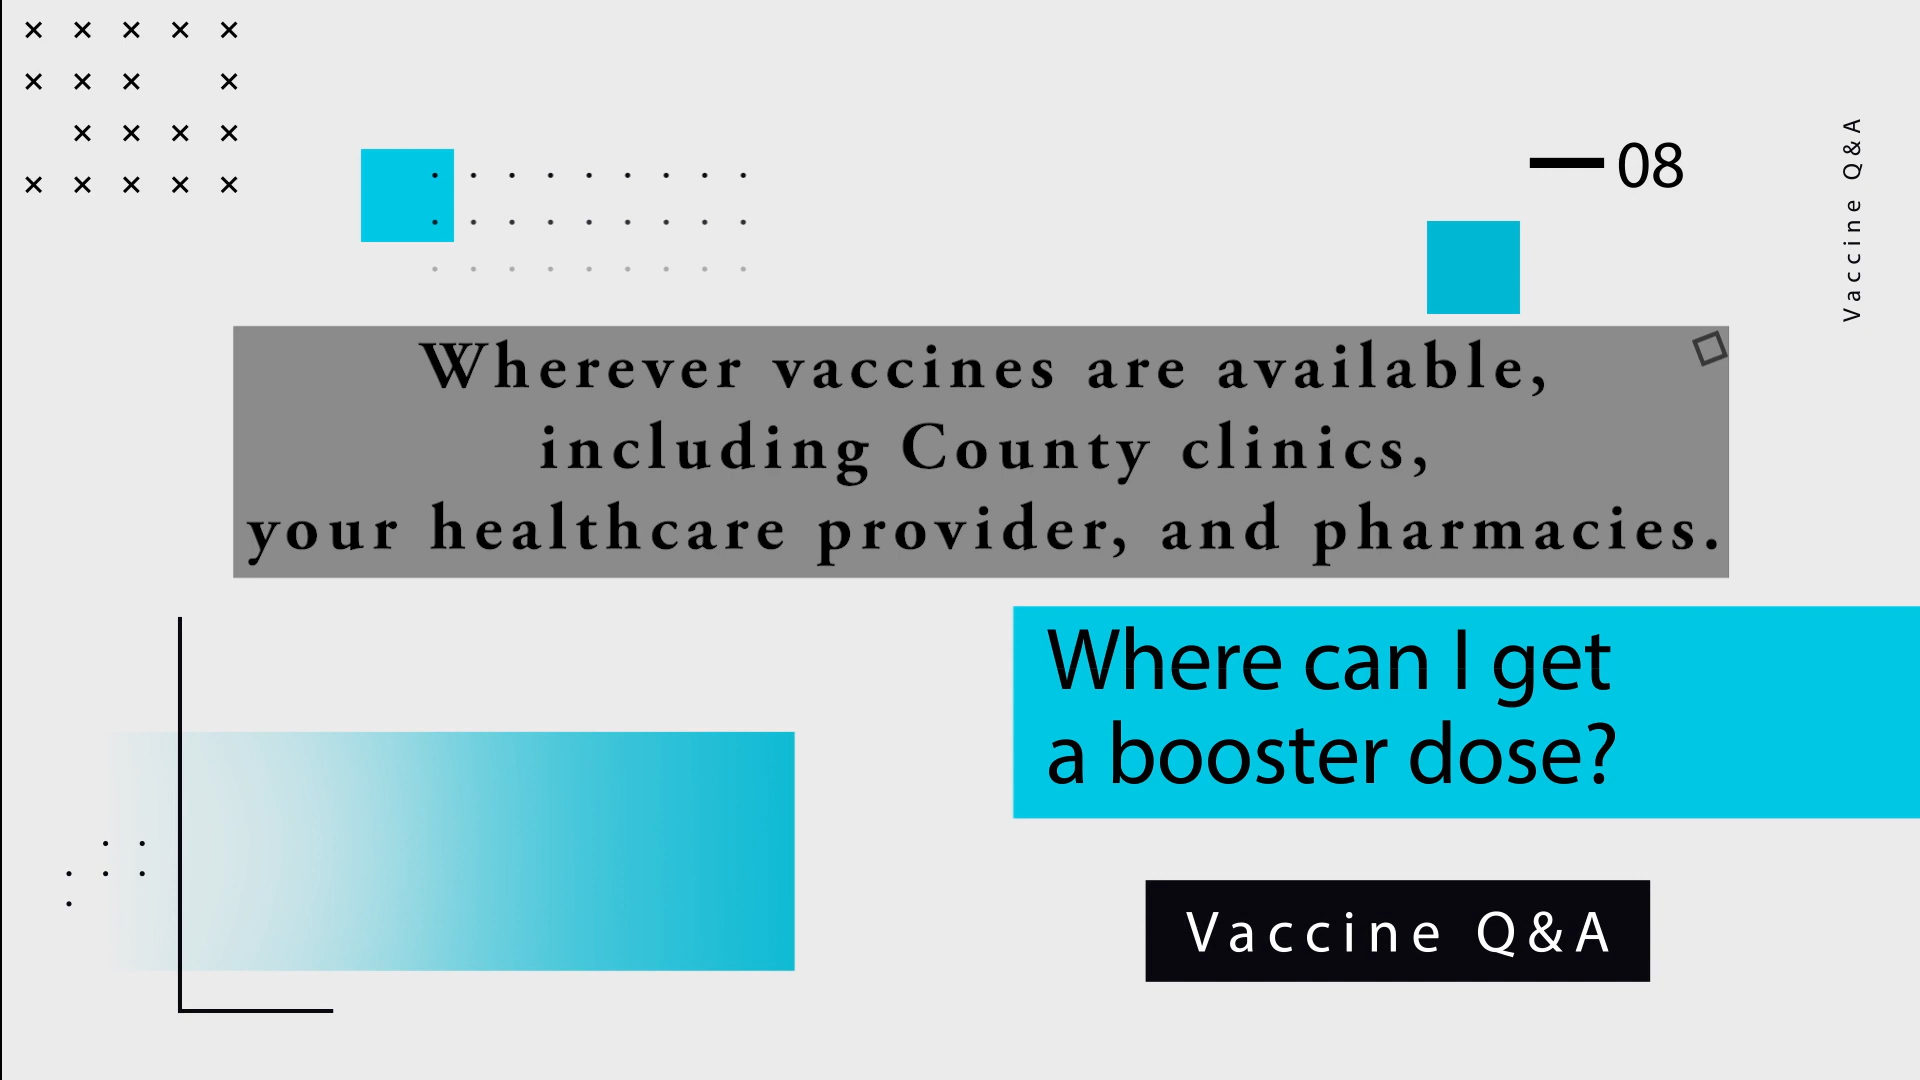 08
Vaccine Q&A
Wherever vaccines are available,
including County clinics,
your healthcare provider, and pharmacies.
Where can I get
a booster dose?
Vaccine Q&A